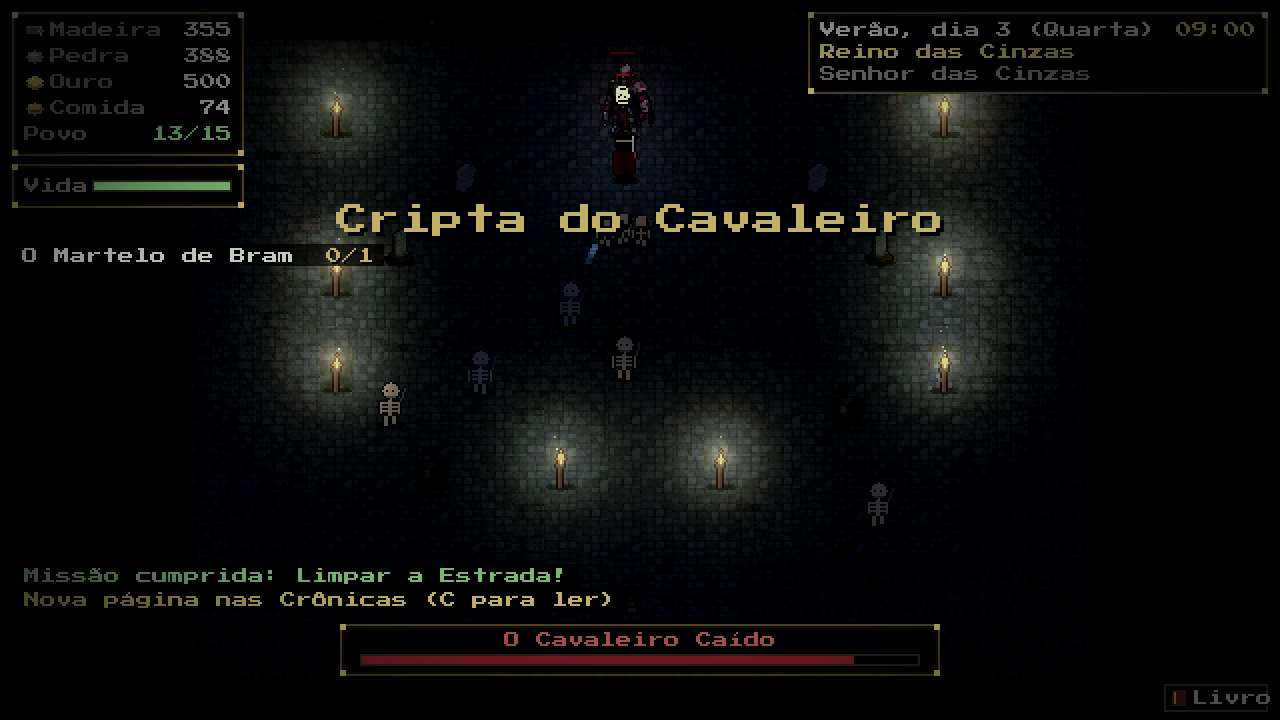 Madeira 355
Pedra 388
Ouro 500
Comida 74
Povo 13/15
Vida
Verão, dia 3 (Quarta) 09:00
Reino das Cinzas
Senhor das Cinzas
Cripta do Cavaleiro
O Martelo de Bram 0/1
Missão cumprida: Limpar a Estrada!
Nova página nas Crônicas (C para ler)
O Cavaleiro Caído
Livro